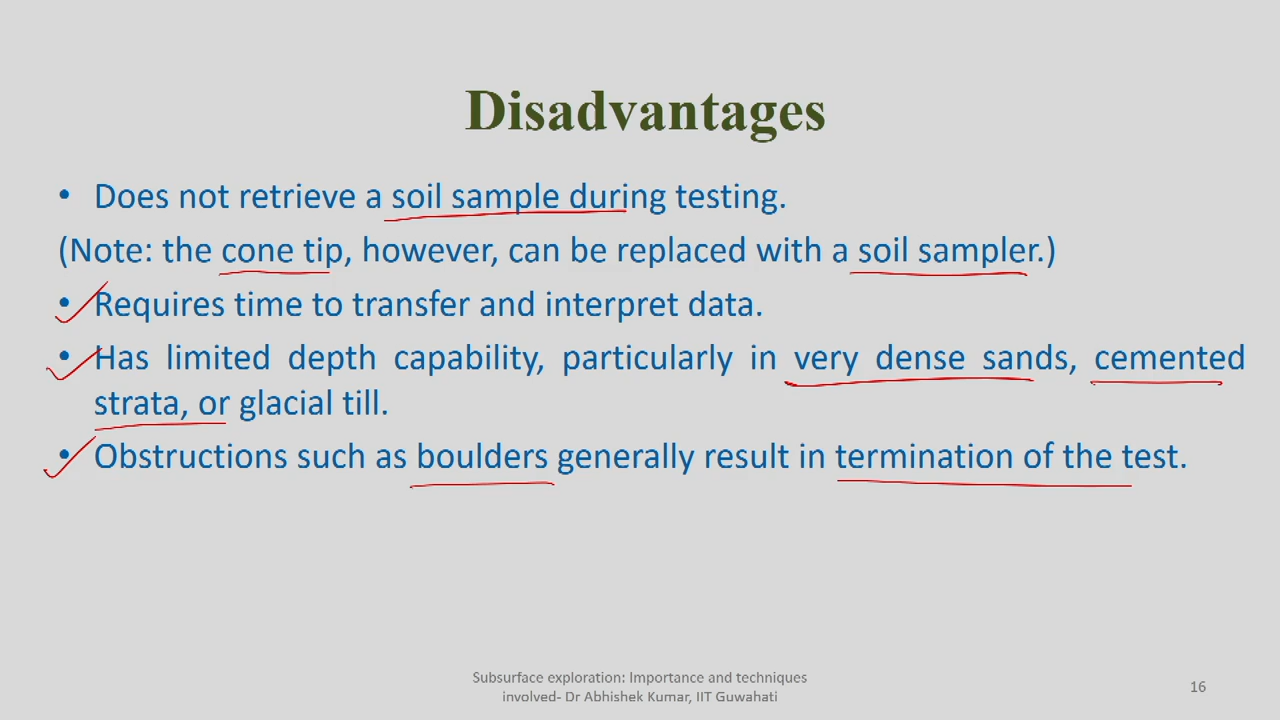 Disadvantages
• Does not retrieve a soil sample during testing.
(Note: the cone tip, however, can be replaced with a soil sampler.)
• Requires time to transfer and interpret data.
• Has limited depth capability, particularly in very dense sands, cemented
strata, or glacial till.
• Obstructions such as boulders generally result in termination of the test.
Subsurface exploration: Importance and techniques
involved- Dr Abhishek Kumar, IIT Guwahati
16